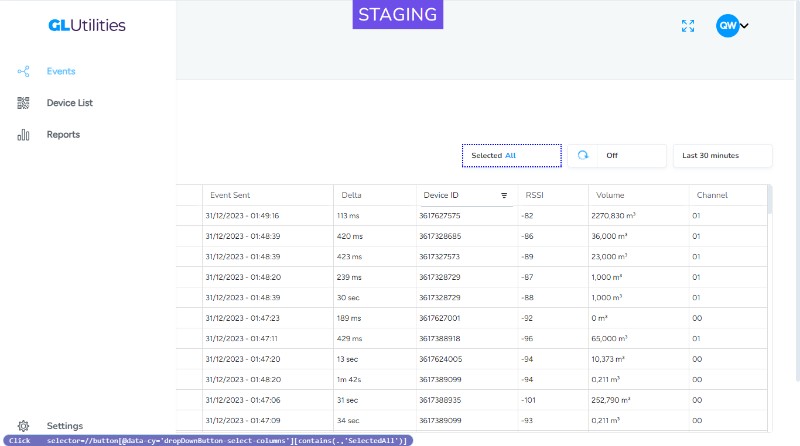 GLUtilities
STAGING
QW
Events
Device List
Reports
Selected All
Off
Last 30 minutes
Event Sent Delta Device ID RSSI Volume Channel
31/12/2023 - 01:49:16 113 ms 3617627575 -82 2270,830 m³ 01
31/12/2023 - 01:48:39 420 ms 3617328685 -86 36,000 m³ 01
31/12/2023 - 01:48:39 423 ms 3617327573 -89 23,000 m³ 01
31/12/2023 - 01:48:20 239 ms 3617328729 -87 1,000 m³ 01
31/12/2023 - 01:48:39 30 sec 3617328729 -88 1,000 m³ 01
31/12/2023 - 01:47:23 189 ms 3617627001 -92 0 m³ 00
31/12/2023 - 01:47:11 429 ms 3617388918 -96 65,000 m³ 01
31/12/2023 - 01:47:20 13 sec 3617624005 -94 10,373 m³ 00
31/12/2023 - 01:48:20 1m 42s 3617389099 -94 0,211 m³ 00
31/12/2023 - 01:47:06 31 sec 3617388935 -101 252,790 m³ 00
31/12/2023 - 01:47:09 34 sec 3617389099 -93 0,211 m³ 00
Settings
Click selector=//button[@data-cy='dropDownButton-select-columns'][contains(.,'SelectedAll')]